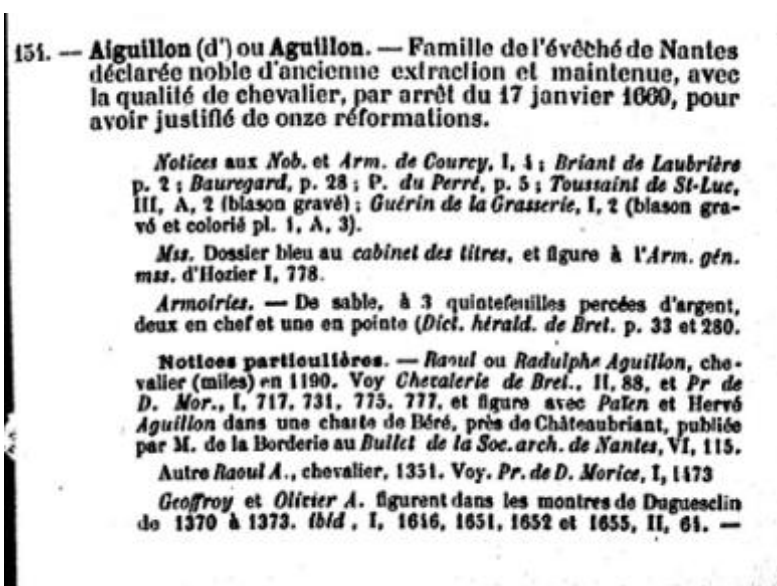 151. — Aiguillon (d') ou Aguillon. — Famille de l'évêché de Nantes
déclarée noble d'ancienne extraction et maintenue, avec
la qualité de chevalier, par arrêt du 17 janvier 1669, pour
avoir justifié de onze réformations.
Notices aux Nob. et Arm. de Courcy, I, 4 ; Briant de Laubrière
p. 2 ; Bauregard, p. 28 ; P. du Perré, p. 5 ; Toussaint de St-Luc,
III, A, 2 (blason gravé) ; Guérin de la Grasserie, I, 2 (blason gra-
vé et colorié pl. 1, A, 3).
Mss. Dossier bleu au cabinet des titres, et figure à l'Arm. gén.
mss. d'Hozier I, 778.
Armoiries. — De sable, à 3 quintefeuilles percées d'argent,
deux en chef et une en pointe (Dict. hérald. de Bret. p. 33 et 280.
Notices particulières. — Raoul ou Radulphe Aguillon, che-
valier (miles) en 1190. Voy Chevalerie de Bret., II, 88, et Pr de
D. Mor., I, 717, 731, 775, 777, et figure avec Païen et Hervé
Aguillon dans une charte de Béré, près de Châteaubriant, publiée
par M. de la Borderie au Bullet de la Soc. arch. de Nantes, VI, 115.
Autre Raoul A., chevalier, 1351. Voy. Pr. de D. Morice, I, 1473
Geoffroy et Olivier A. figurent dans les montres de Duguesclin
de 1370 à 1373. Ibid, I, 1646, 1651, 1652 et 1655, II, 64. —